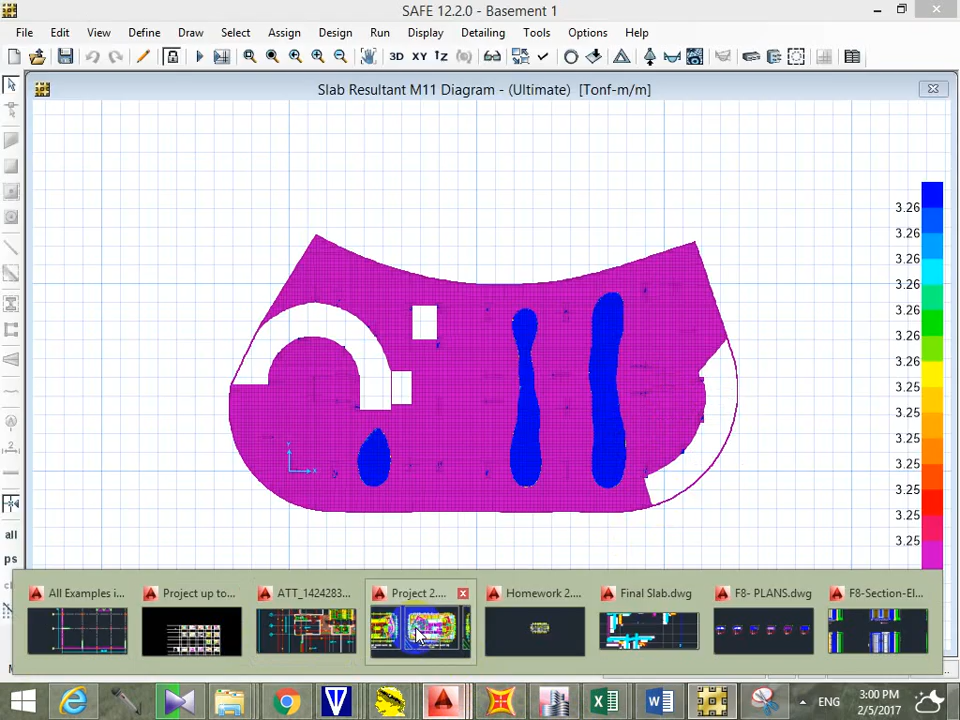 SAFE 12.2.0 - Basement 1
File Edit View Define Draw Select Assign Design Run Display Detailing Tools Options Help
3D XY
Slab Resultant M11 Diagram - (Ultimate) [Tonf-m/m]
3.26
3.26
3.26
3.26
3.26
3.26
3.26
3.25
3.25
3.25
3.25
3.25
3.25
3.25
all
ps
Y
X
All Examples i...
Project up to...
ATT_1424283...
Project 2....
Homework 2....
Final Slab.dwg
F8- PLANS.dwg
F8-Section-El...
ENG
3:00 PM
2/5/2017